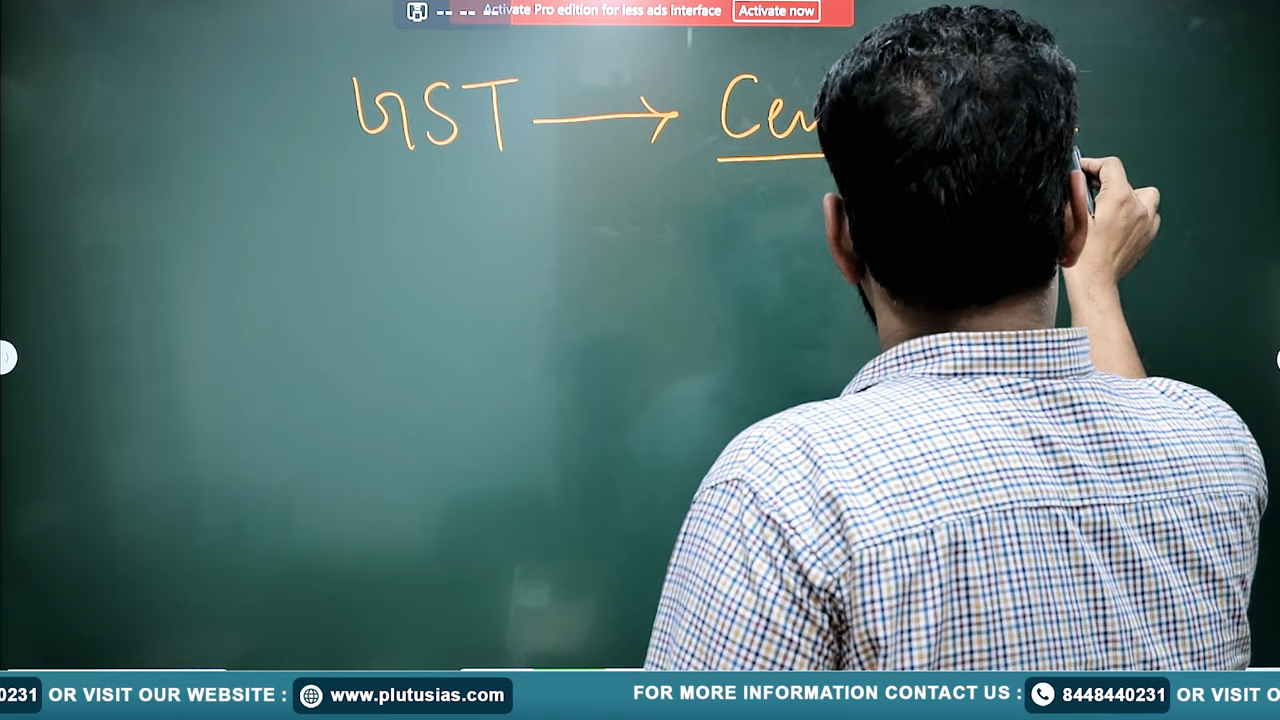 Activate Pro edition for less ads interface Activate now
GST → Cen
0231 OR VISIT OUR WEBSITE : www.plutusias.com FOR MORE INFORMATION CONTACT US : 8448440231 OR VISIT O